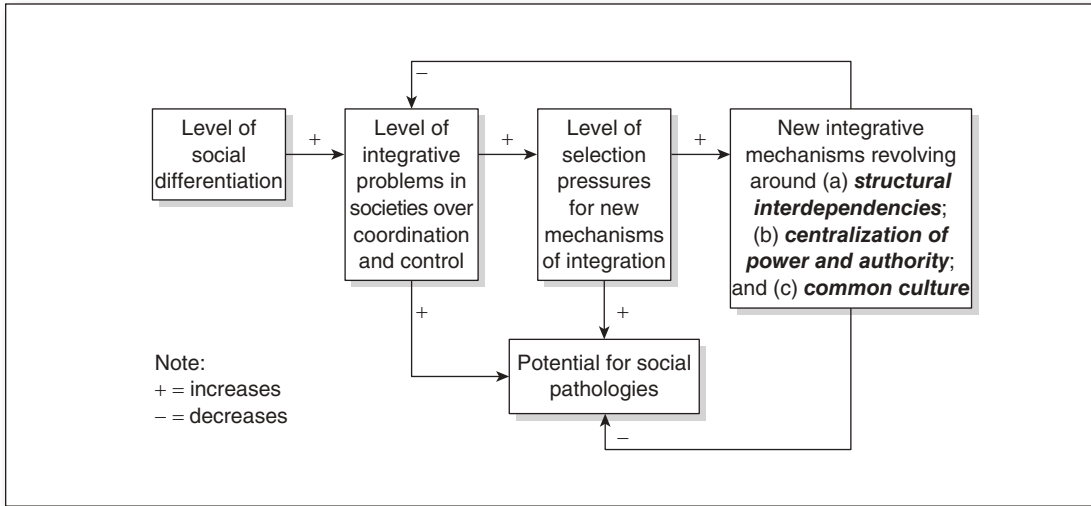 Level of
social
differentiation
+
Level of
integrative
problems in
societies over
coordination
and control
+
Level of
selection
pressures
for new
mechanisms
of integration
+
New integrative
mechanisms revolving
around (a) structural
interdependencies;
(b) centralization of
power and authority;
and (c) common culture
−
+
+
Potential for social
pathologies
−
Note:
+ = increases
− = decreases